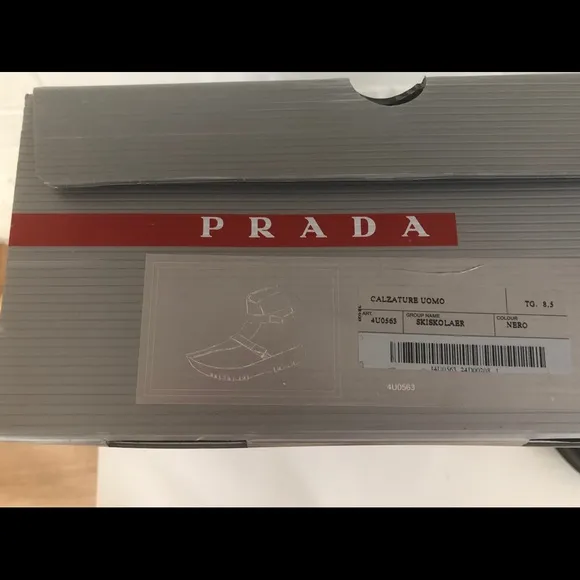 PRADA
CALZATURE UOMO TG. 8.5
ART. GROUP NAME COLOUR
4U0563 SKISKOLAER NERO
4U0563